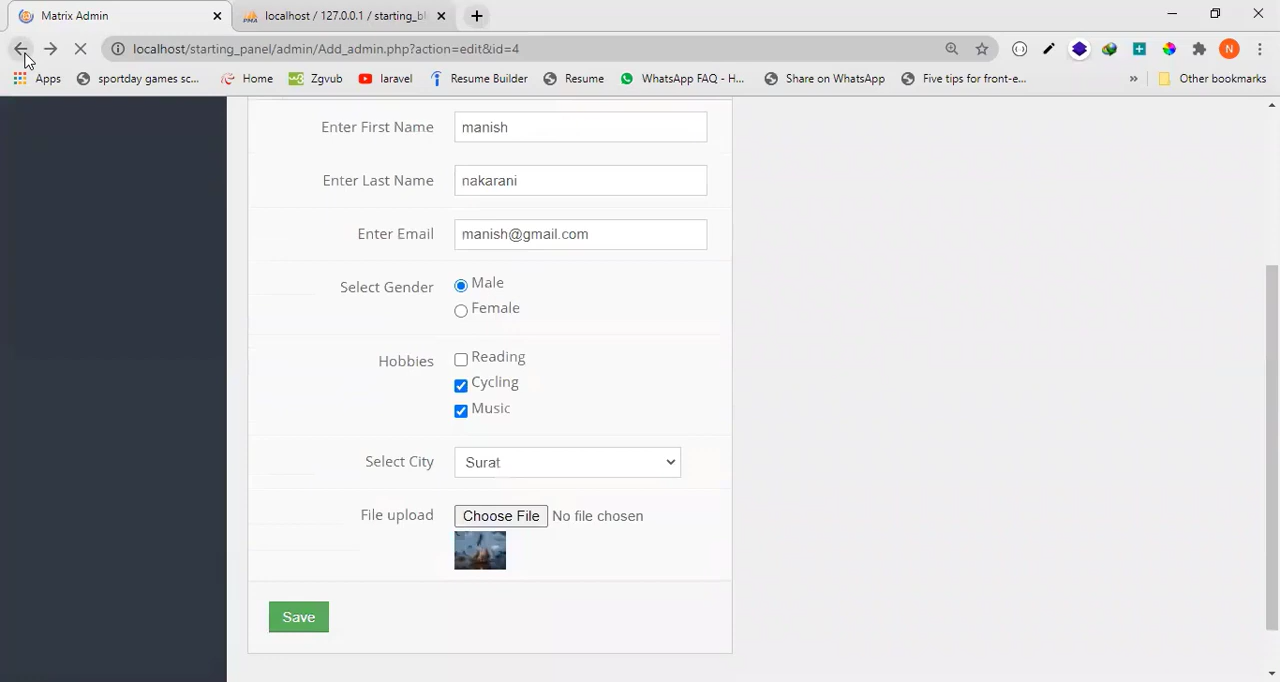 Matrix Admin
localhost / 127.0.0.1 / starting_bl
localhost/starting_panel/admin/Add_admin.php?action=edit&id=4
N
Apps
sportday games sc...
Home
Zgvub
laravel
Resume Builder
Resume
WhatsApp FAQ - H...
Share on WhatsApp
Five tips for front-e...
»
Other bookmarks
Enter First Name manish
Enter Last Name nakarani
Enter Email manish@gmail.com
Select Gender Male
Female
Hobbies Reading
Cycling
Music
Select City Surat
File upload Choose File No file chosen
Save